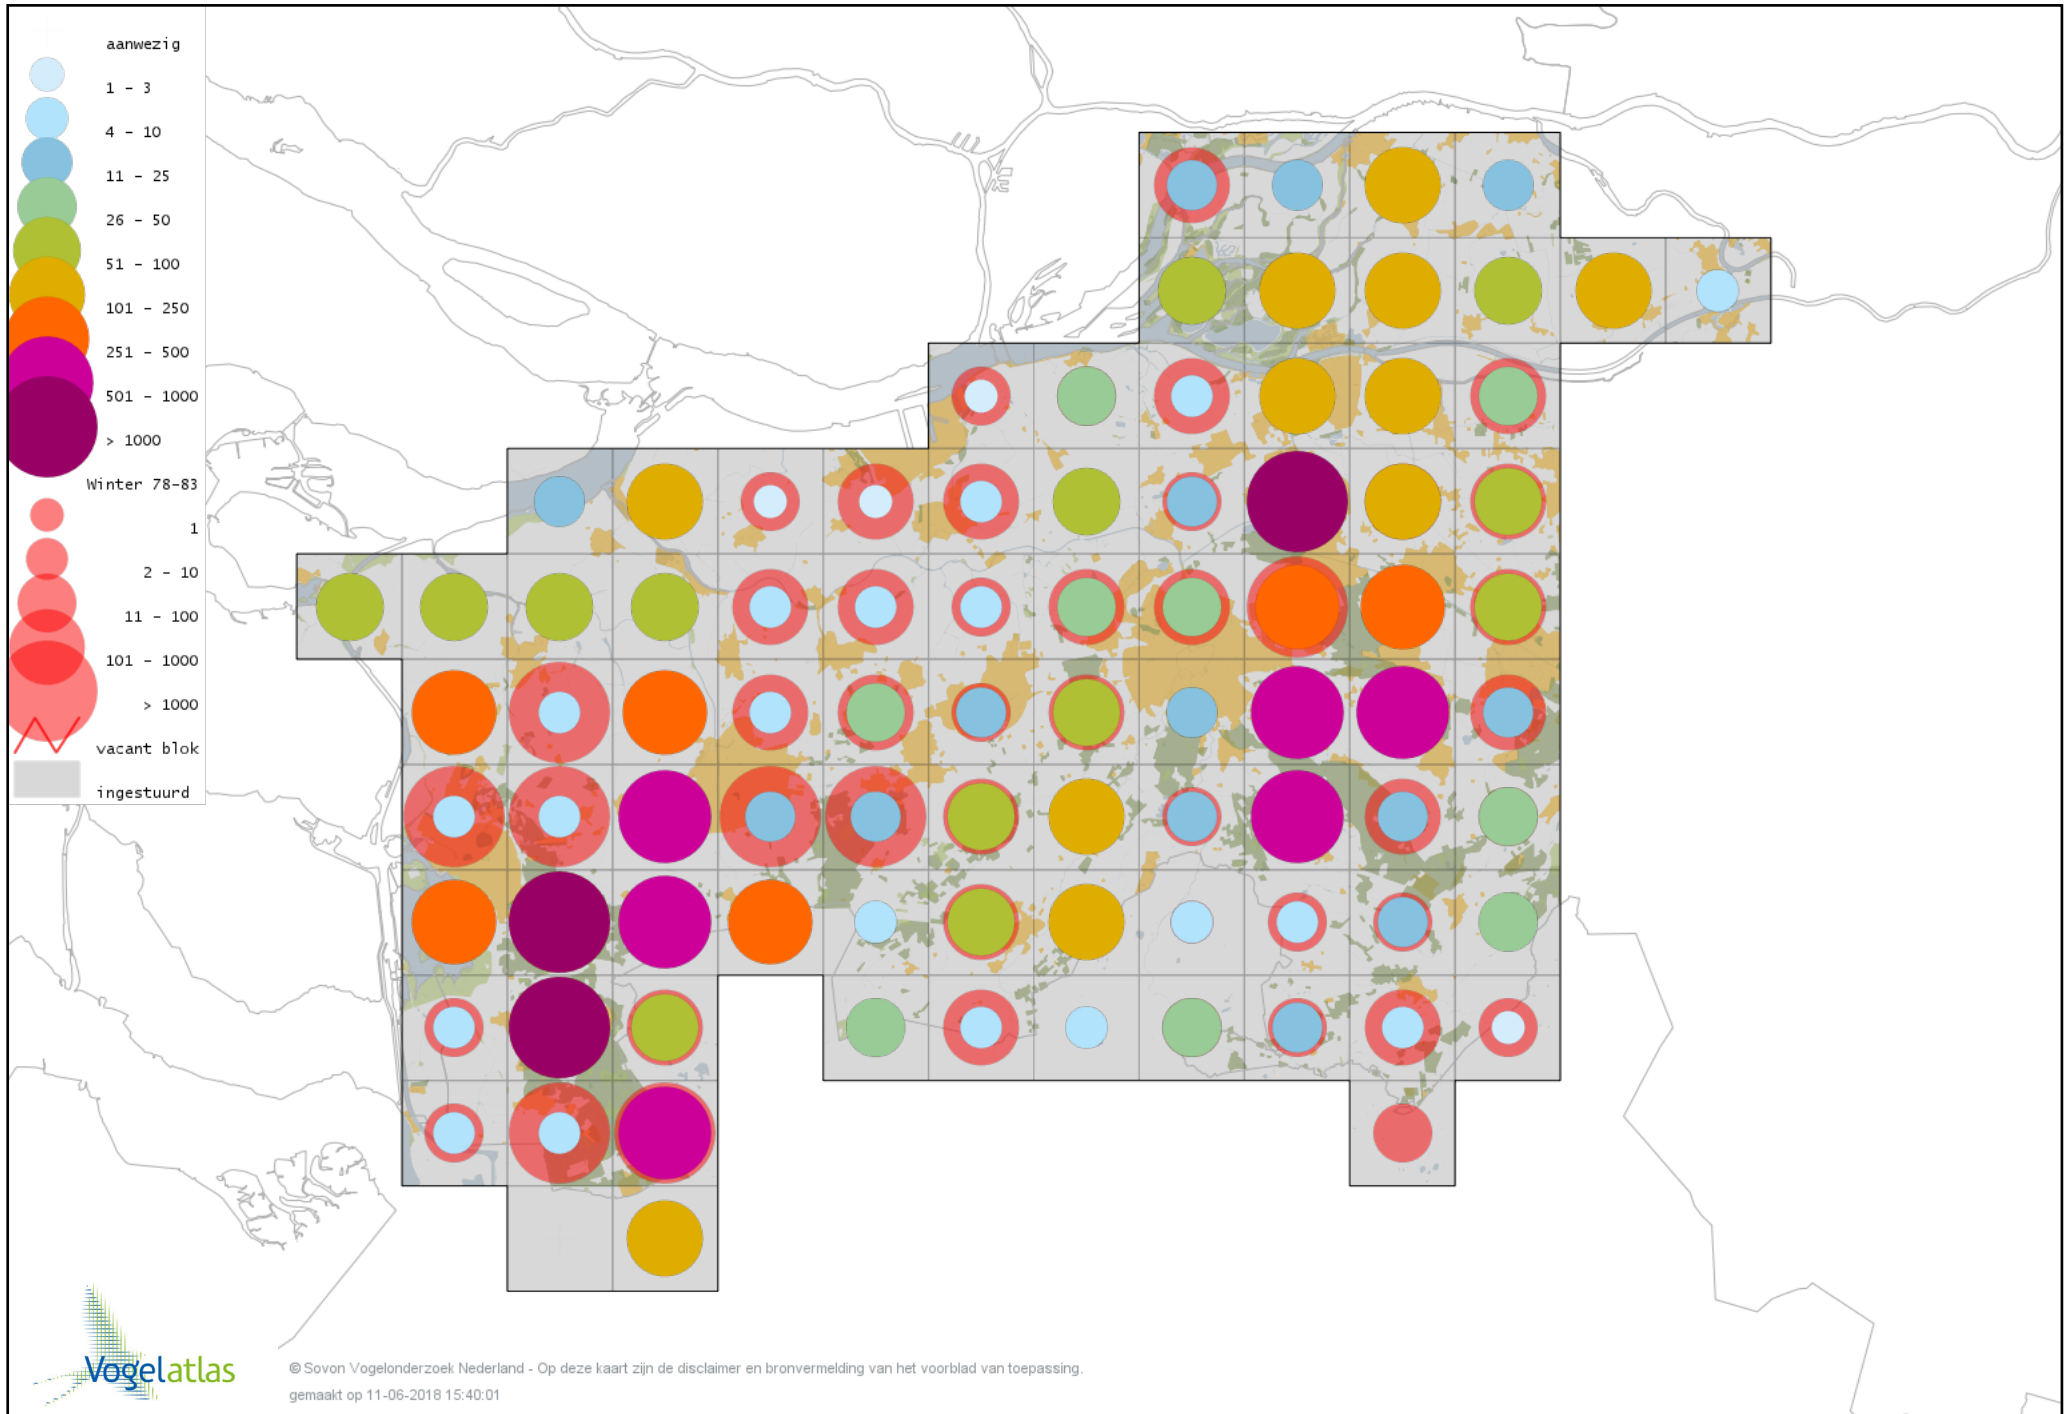 aanwezig
1 - 3
4 - 10
11 - 25
26 - 50
51 - 100
101 - 250
251 - 500
501 - 1000
> 1000
Winter 78-83
1
2 - 10
11 - 100
101 - 1000
> 1000
vacant blok
ingestuurd
Vogelatlas
© Sovon Vogelonderzoek Nederland - Op deze kaart zijn de disclaimer en bronvermelding van het voorblad van toepassing.
gemaakt op 11-06-2018 15:40:01